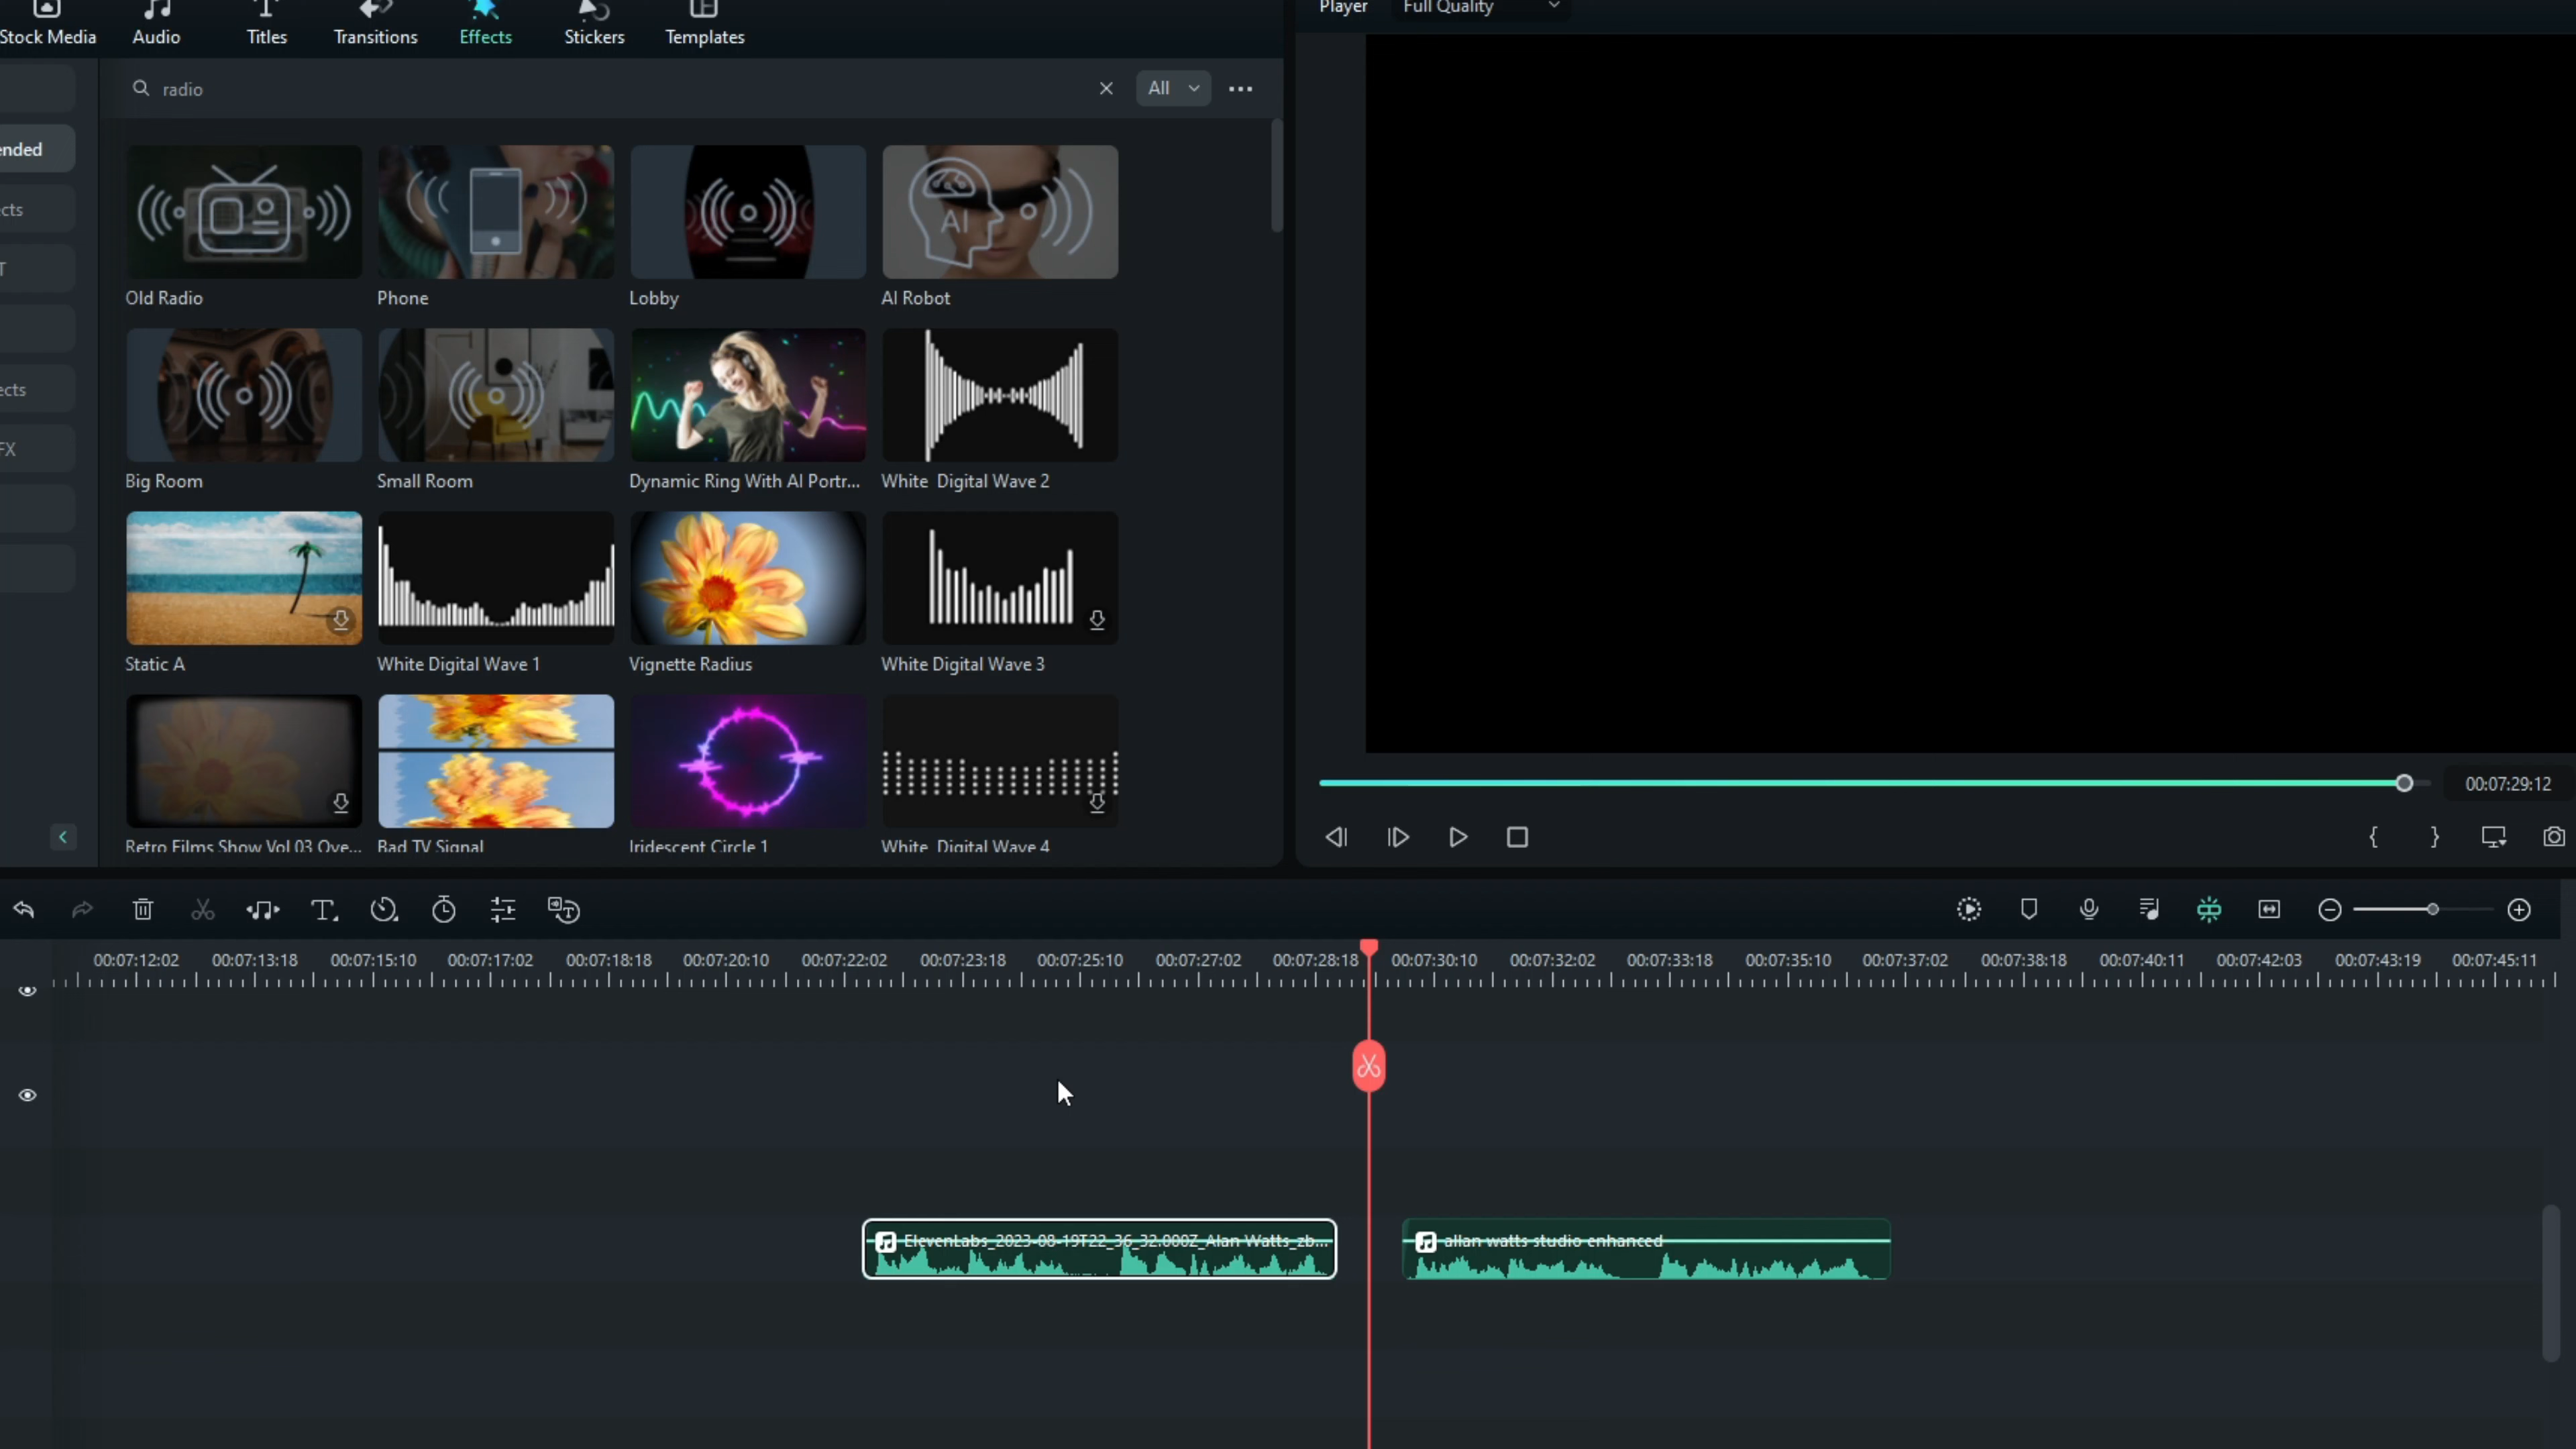 Player Full Quality
Stock Media Audio Titles Transitions Effects Stickers Templates
radio All
ended
ects
T
ects
FX
AI
Old Radio Phone Lobby AI Robot
Big Room Small Room Dynamic Ring With AI Portr... White Digital Wave 2
Static A White Digital Wave 1 Vignette Radius White Digital Wave 3
Retro Films Show Vol 03 Ove... Bad TV Signal Iridescent Circle 1 White Digital Wave 4
00:07:29:12
00:07:12:02 00:07:13:18 00:07:15:10 00:07:17:02 00:07:18:18 00:07:20:10 00:07:22:02 00:07:23:18 00:07:25:10 00:07:27:02 00:07:28:18 00:07:30:10 00:07:32:02 00:07:33:18 00:07:35:10 00:07:37:02 00:07:38:18 00:07:40:11 00:07:42:03 00:07:43:19 00:07:45:11
ElevenLabs_2023-08-19T22_36_32.000Z_Alan Watts_zb... allan watts studio enhanced